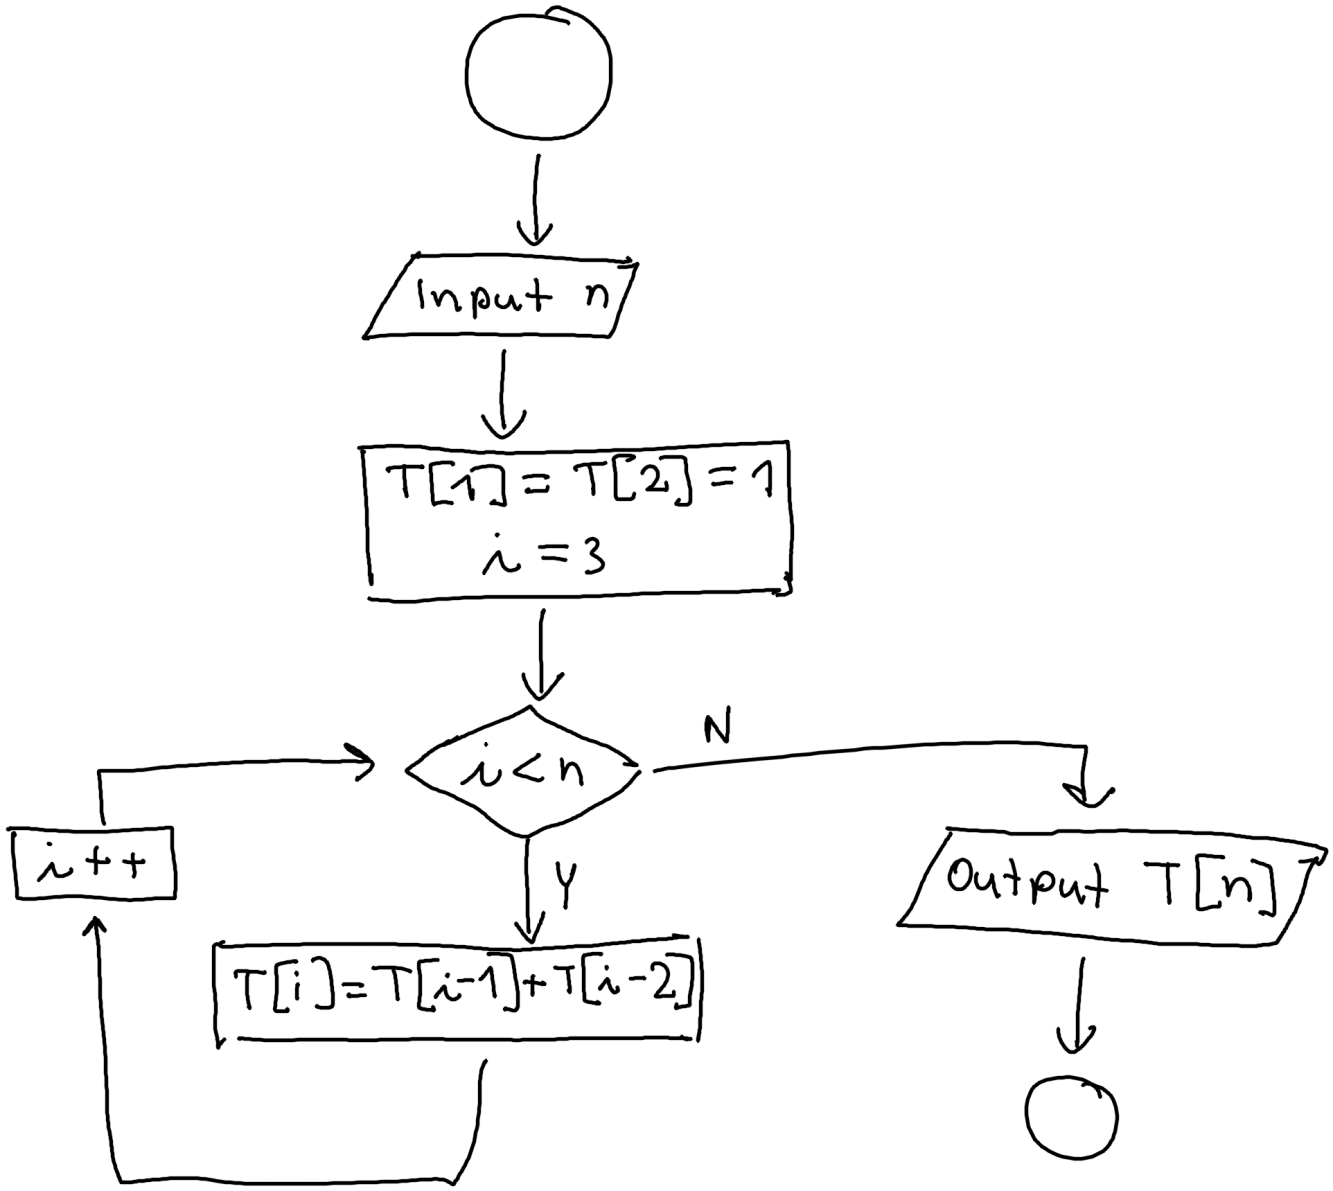 Input n
T[1] = T[2] = 1
i = 3
i < n
N
Y
i++
Output T[n]
T[i] = T[i-1] + T[i-2]